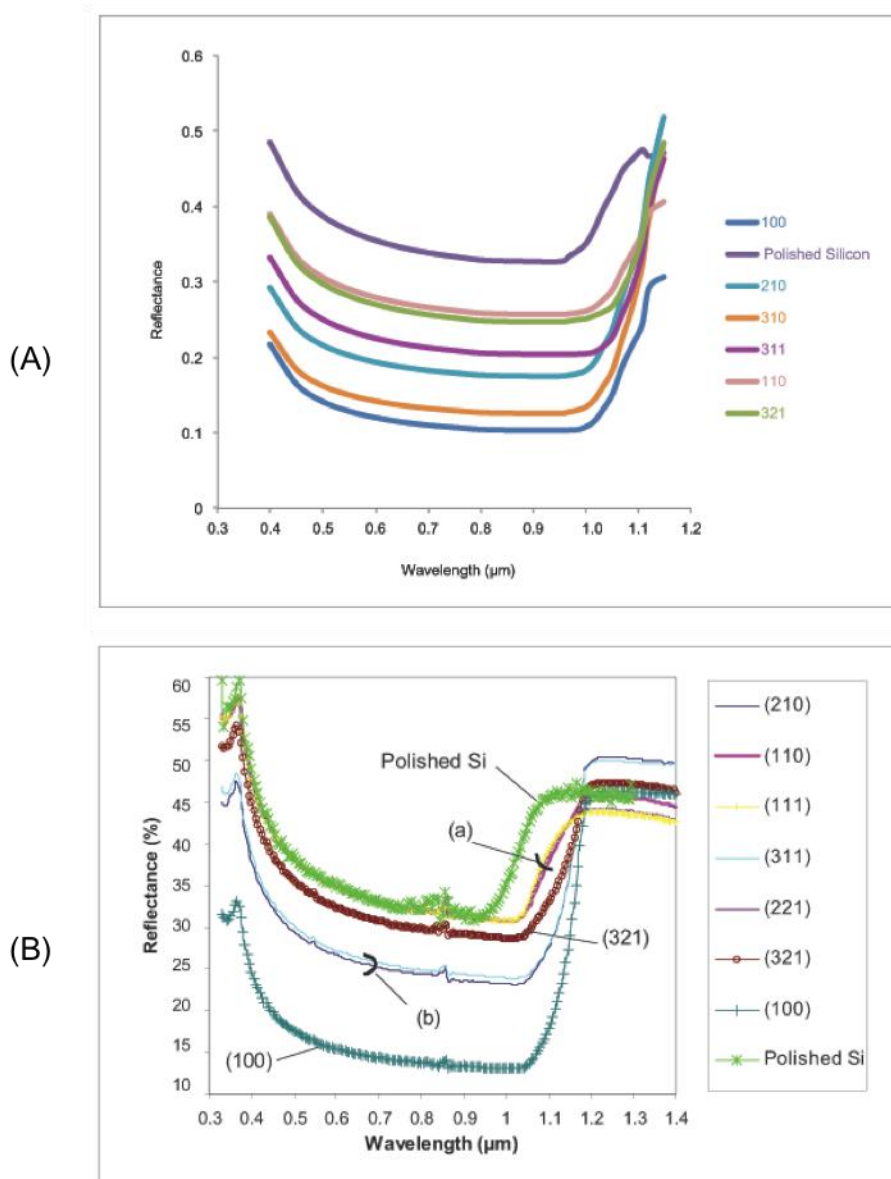 (A)
Reflectance
0.6
0.5
0.4
0.3
0.2
0.1
0
0.3 0.4 0.5 0.6 0.7 0.8 0.9 1.0 1.1 1.2
Wavelength (µm)
100
Polished Silicon
210
310
311
110
321
(B)
Reflectance (%)
60
55
50
45
40
35
30
25
20
15
10
0.3 0.4 0.5 0.6 0.7 0.8 0.9 1 1.1 1.2 1.3 1.4
Wavelength (µm)
Polished Si
(a)
(321)
(b)
(100)
(210)
(110)
(111)
(311)
(221)
(321)
(100)
Polished Si